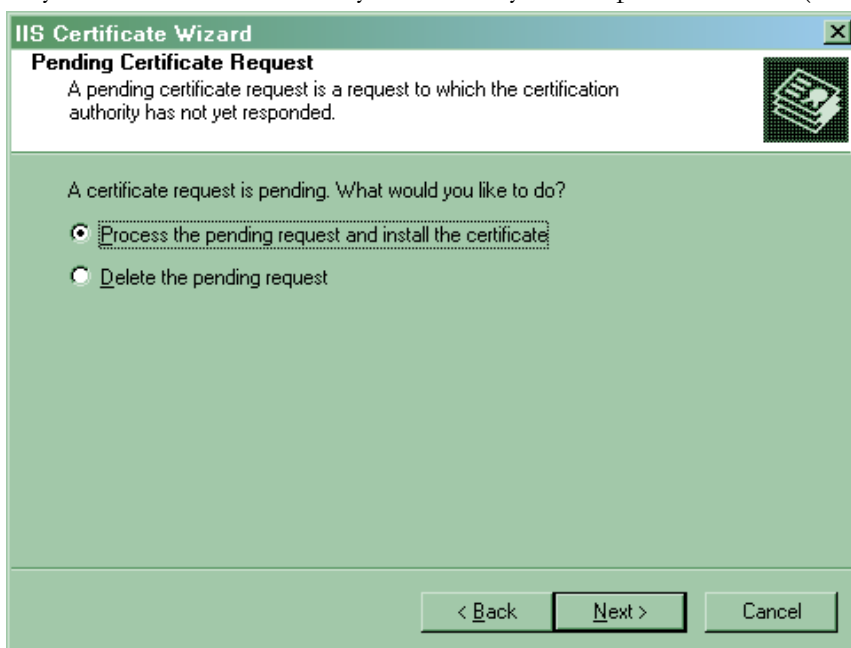 IIS Certificate Wizard
Pending Certificate Request
A pending certificate request is a request to which the certification
authority has not yet responded.
A certificate request is pending. What would you like to do?
Process the pending request and install the certificate
Delete the pending request
< Back Next > Cancel